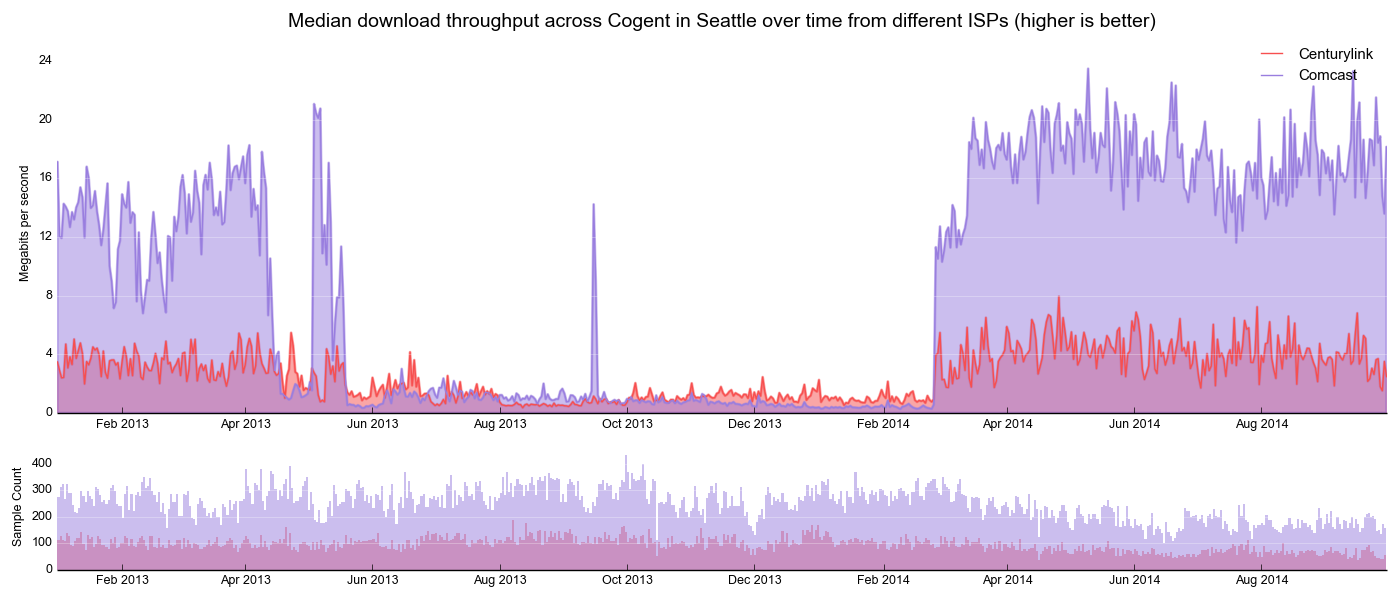 Median download throughput across Cogent in Seattle over time from different ISPs (higher is better)
Centurylink
Comcast
Megabits per second
24
20
16
12
8
4
0
Feb 2013 Apr 2013 Jun 2013 Aug 2013 Oct 2013 Dec 2013 Feb 2014 Apr 2014 Jun 2014 Aug 2014
Sample Count
400
300
200
100
0
Feb 2013 Apr 2013 Jun 2013 Aug 2013 Oct 2013 Dec 2013 Feb 2014 Apr 2014 Jun 2014 Aug 2014